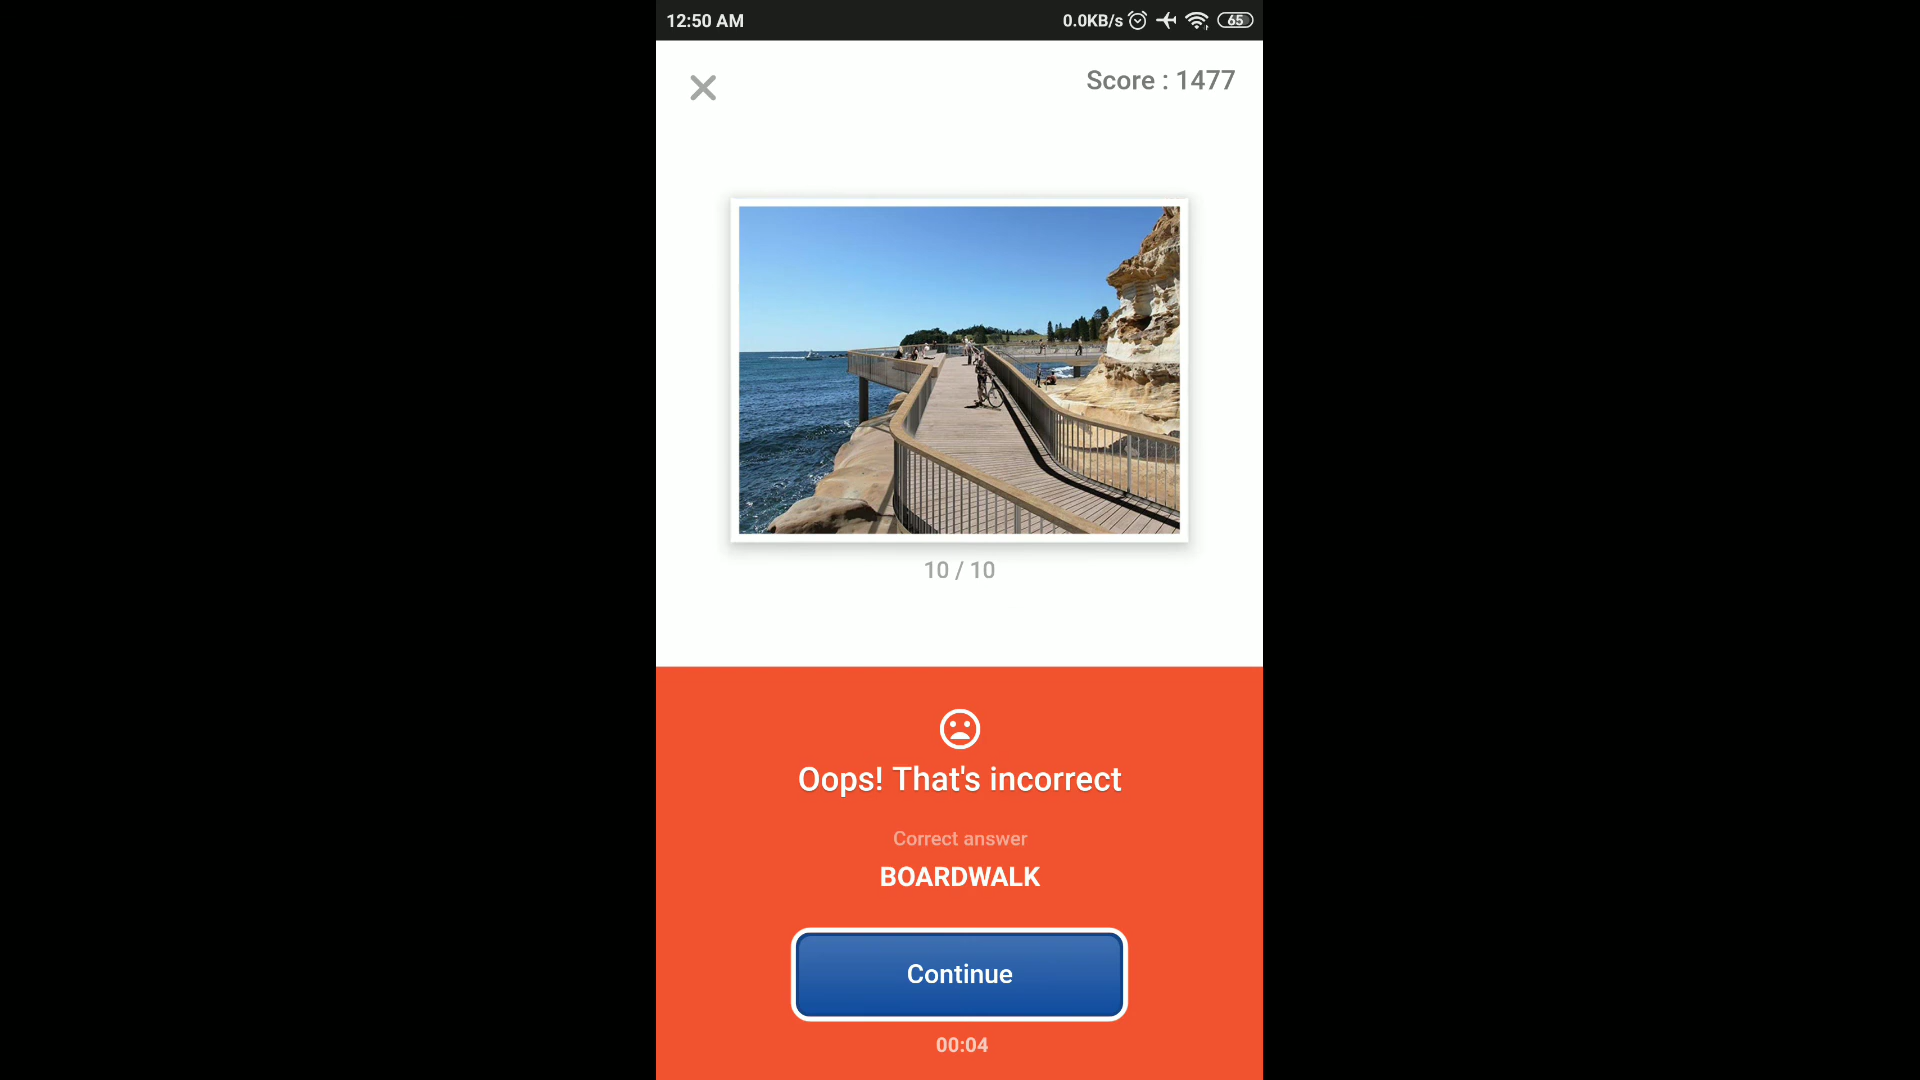 12:50 AM
0.0KB/s
65
Score : 1477
10 / 10
Oops! That's incorrect
Correct answer
BOARDWALK
Continue
00:04